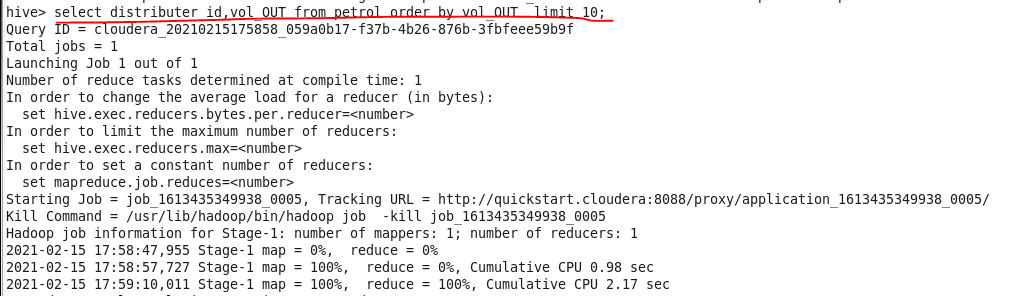 hive> select distributer_id,vol_OUT from petrol order by vol_OUT  limit 10;
Query ID = cloudera_20210215175858_059a0b17-f37b-4b26-876b-3fbfeee59b9f
Total jobs = 1
Launching Job 1 out of 1
Number of reduce tasks determined at compile time: 1
In order to change the average load for a reducer (in bytes):
  set hive.exec.reducers.bytes.per.reducer=<number>
In order to limit the maximum number of reducers:
  set hive.exec.reducers.max=<number>
In order to set a constant number of reducers:
  set mapreduce.job.reduces=<number>
Starting Job = job_1613435349938_0005, Tracking URL = http://quickstart.cloudera:8088/proxy/application_1613435349938_0005/
Kill Command = /usr/lib/hadoop/bin/hadoop job  -kill job_1613435349938_0005
Hadoop job information for Stage-1: number of mappers: 1; number of reducers: 1
2021-02-15 17:58:47,955 Stage-1 map = 0%,  reduce = 0%
2021-02-15 17:58:57,727 Stage-1 map = 100%,  reduce = 0%, Cumulative CPU 0.98 sec
2021-02-15 17:59:10,011 Stage-1 map = 100%,  reduce = 100%, Cumulative CPU 2.17 sec